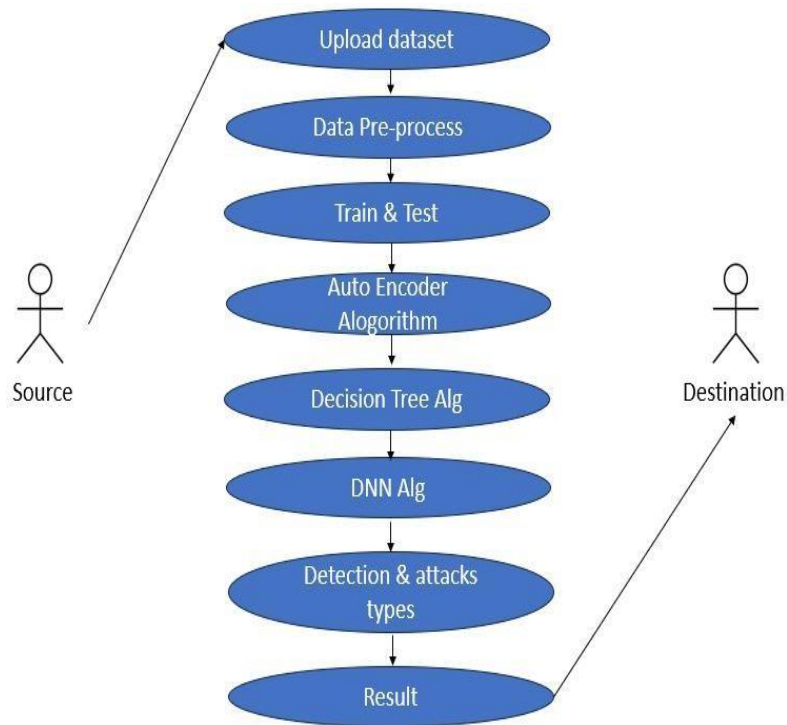 Upload dataset
Data Pre-process
Train & Test
Auto Encoder
Alogorithm
Source
Destination
Decision Tree Alg
DNN Alg
Detection & attacks
types
Result